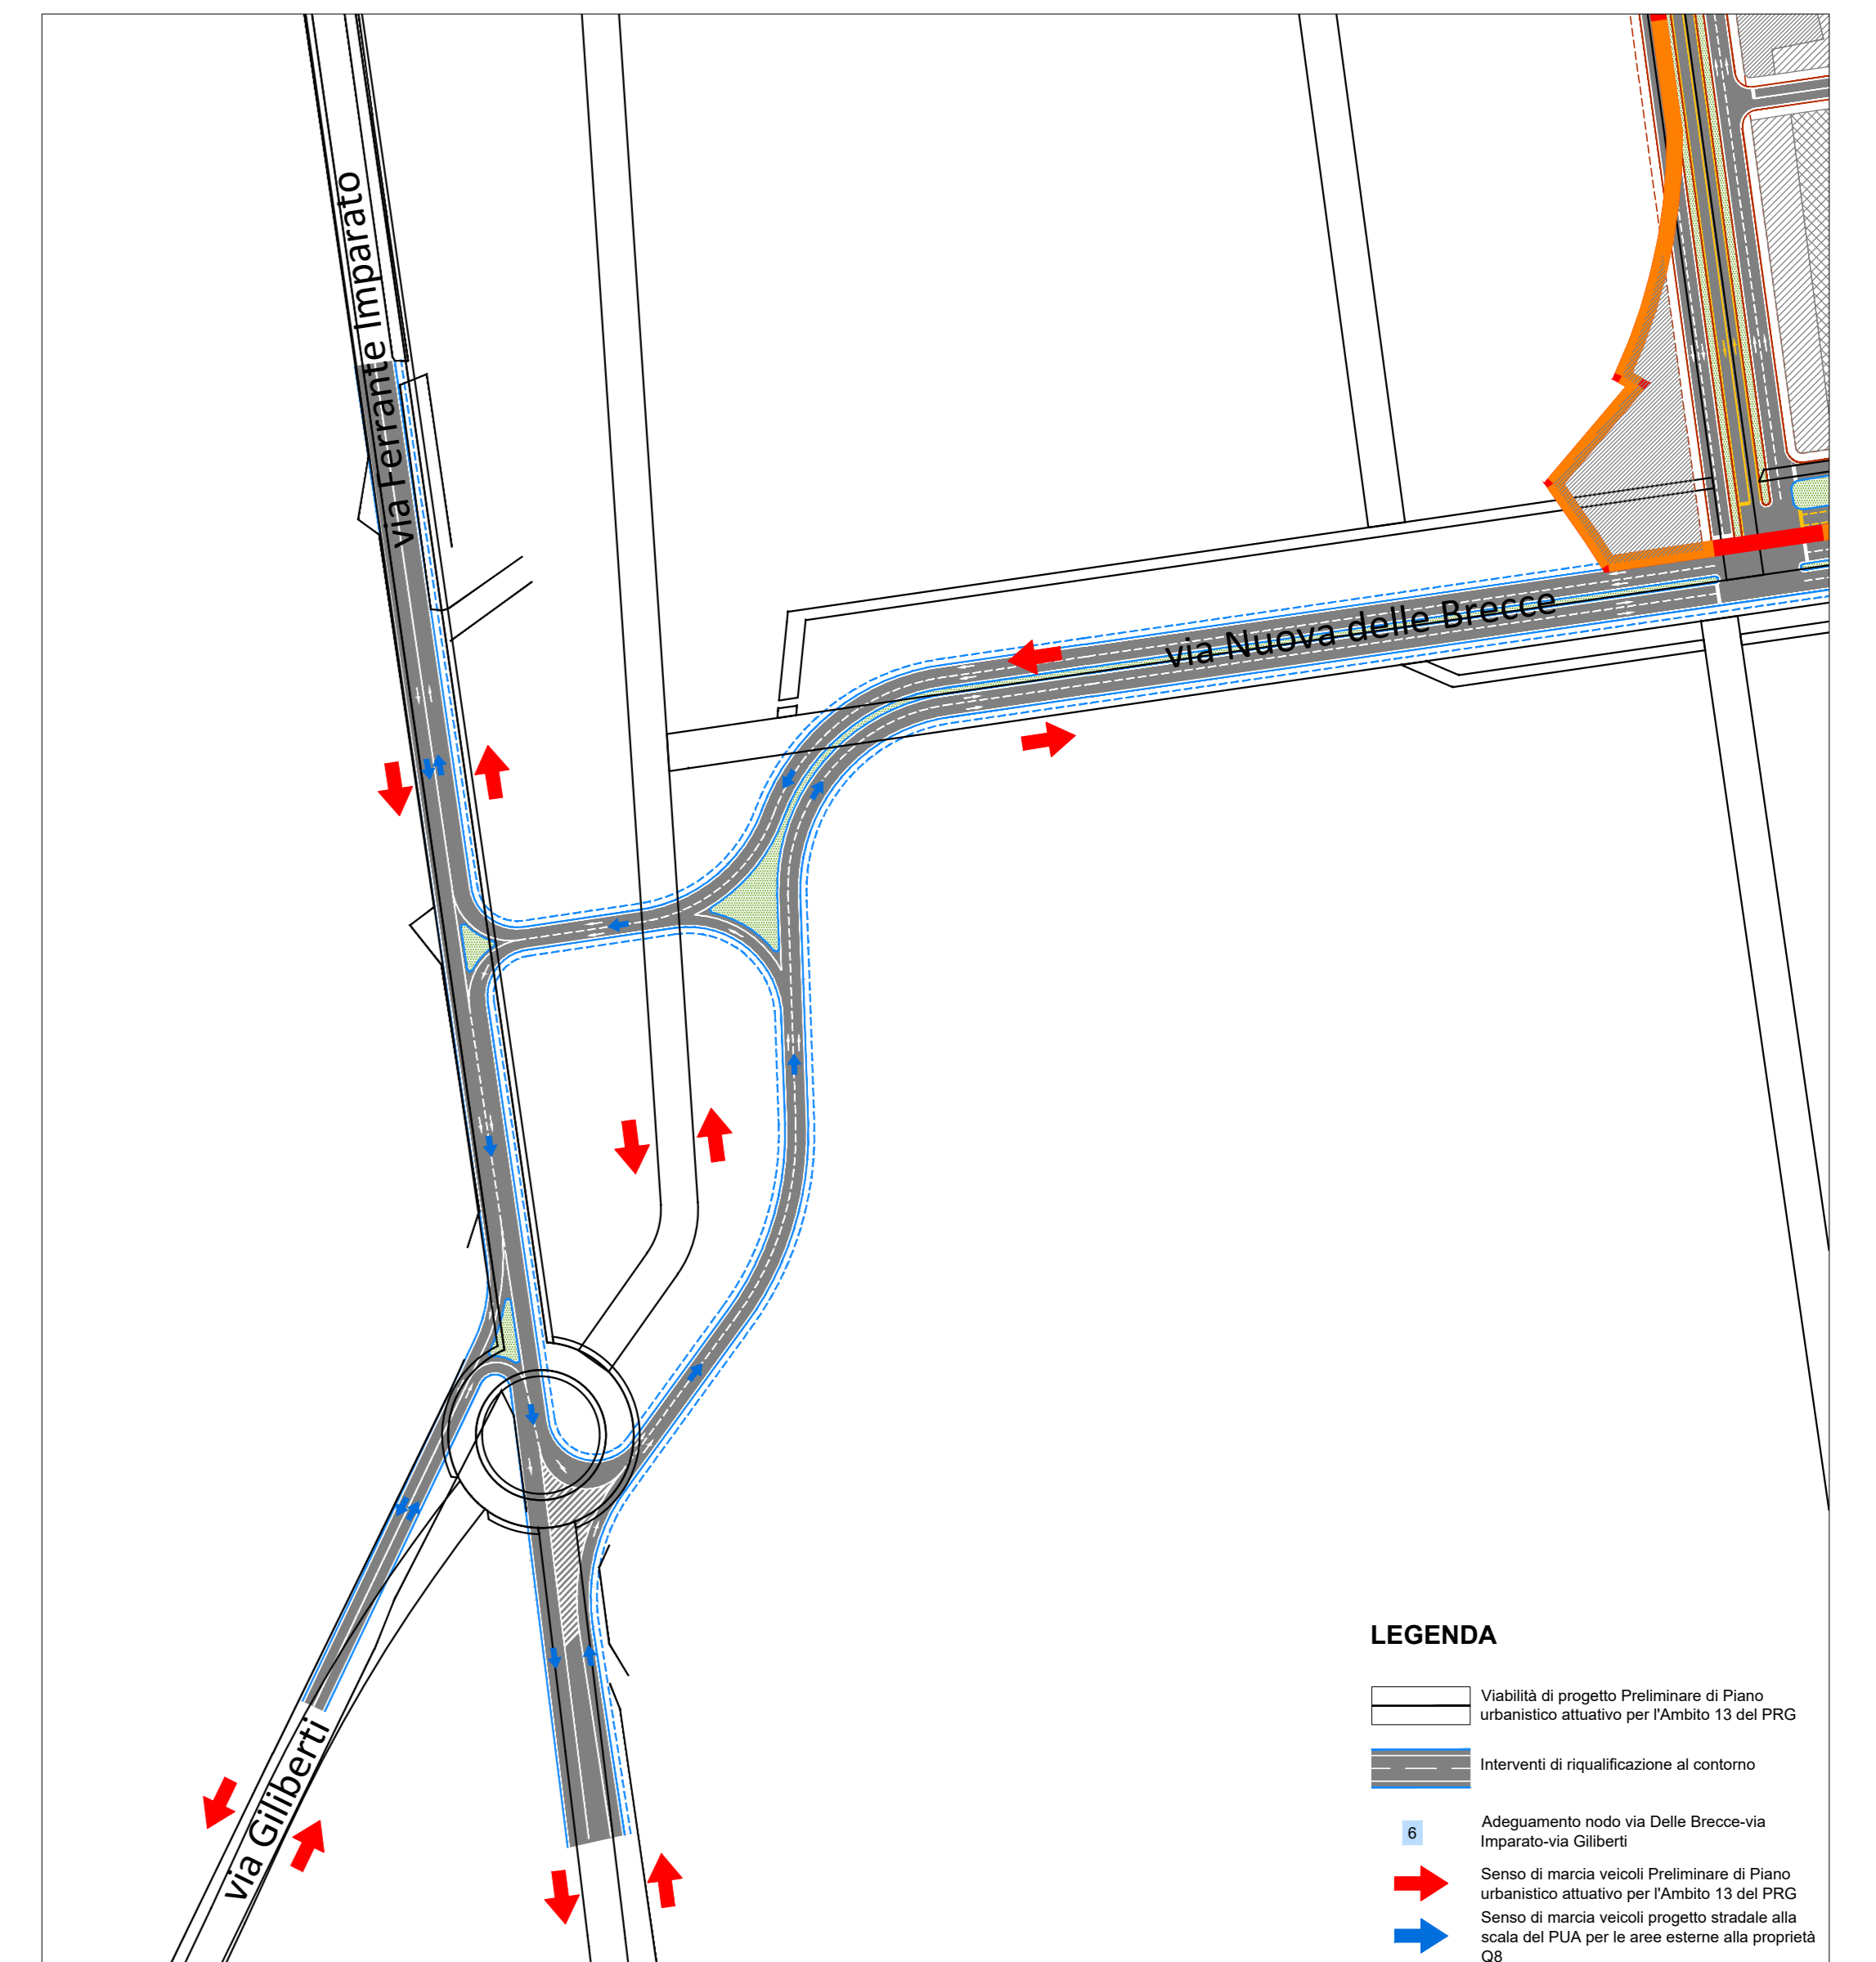 via Ferrante Imparato
via Nuova delle Brecce
via Giliberti
LEGENDA
Viabilità di progetto Preliminare di Piano
urbanistico attuativo per l'Ambito 13 del PRG
Interventi di riqualificazione al contorno
6
Adeguamento nodo via Delle Brecce-via
Imparato-via Giliberti
Senso di marcia veicoli Preliminare di Piano
urbanistico attuativo per l'Ambito 13 del PRG
Senso di marcia veicoli progetto stradale alla
scala del PUA per le aree esterne alla proprietà
Q8